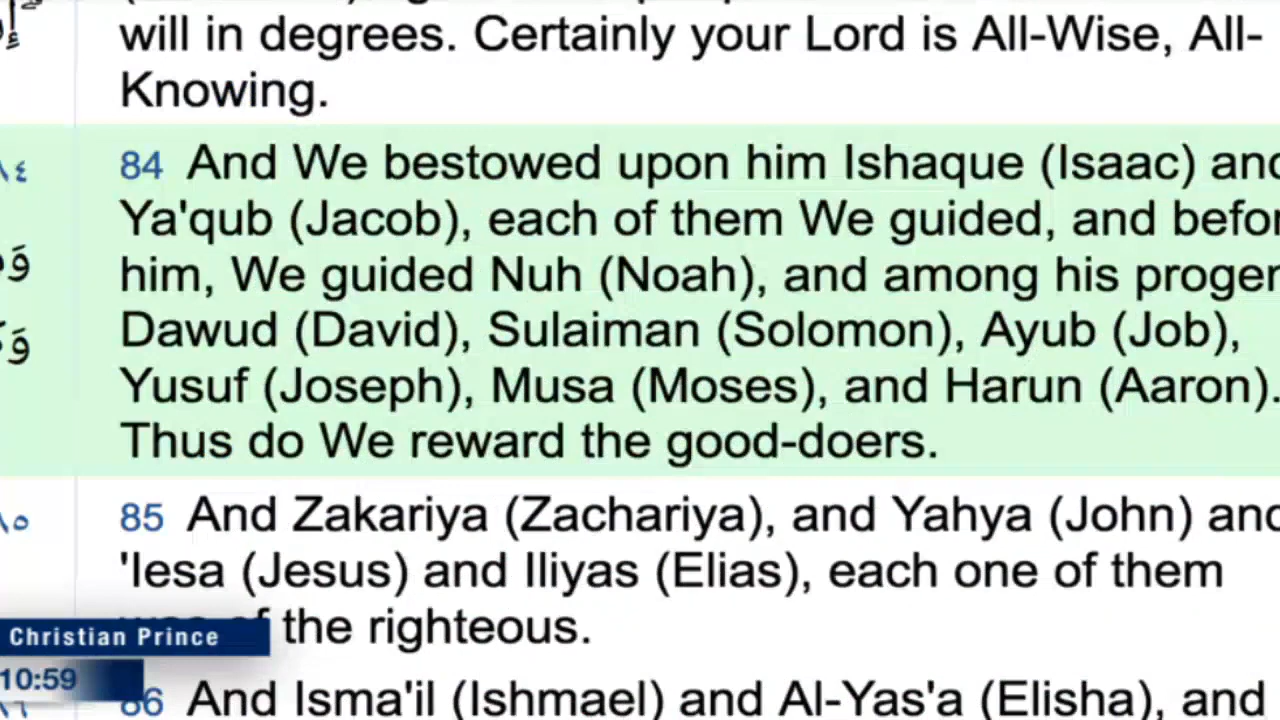 will in degrees. Certainly your Lord is All-Wise, All-
Knowing.
٨٤
84 And We bestowed upon him Ishaque (Isaac) and
Ya'qub (Jacob), each of them We guided, and
him, We guided Nuh (Noah), and among his
Dawud (David), Sulaiman (Solomon), Ayub (Job),
Yusuf (Joseph), Musa (Moses), and Harun (Aaron).
Thus do We reward the good-doers.
٨٥
85 And Zakariya (Zachariya), and Yahya (John) and
'Iesa (Jesus) and Iliyas (Elias), each one of them
the righteous.
Christian Prince
10:59
86 And Isma'il (Ishmael) and Al-Yas'a (Elisha), and